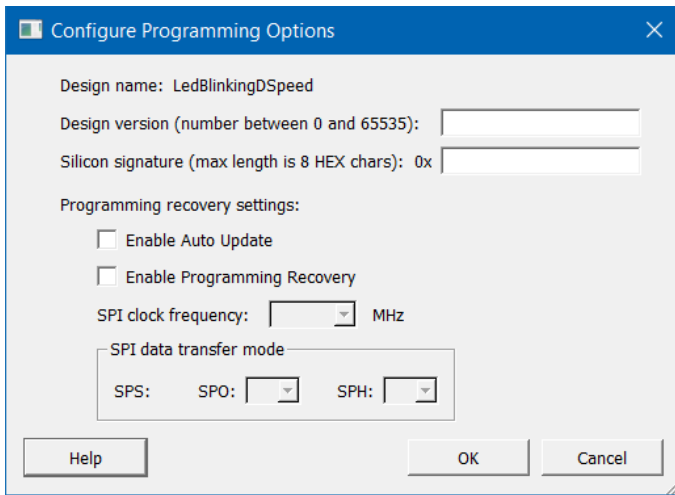 Configure Programming Options
Design name: LedBlinkingDSpeed
Design version (number between 0 and 65535):
Silicon signature (max length is 8 HEX chars): 0x
Programming recovery settings:
Enable Auto Update
Enable Programming Recovery
SPI clock frequency: MHz
SPI data transfer mode
SPS: SPO: SPH:
Help OK Cancel